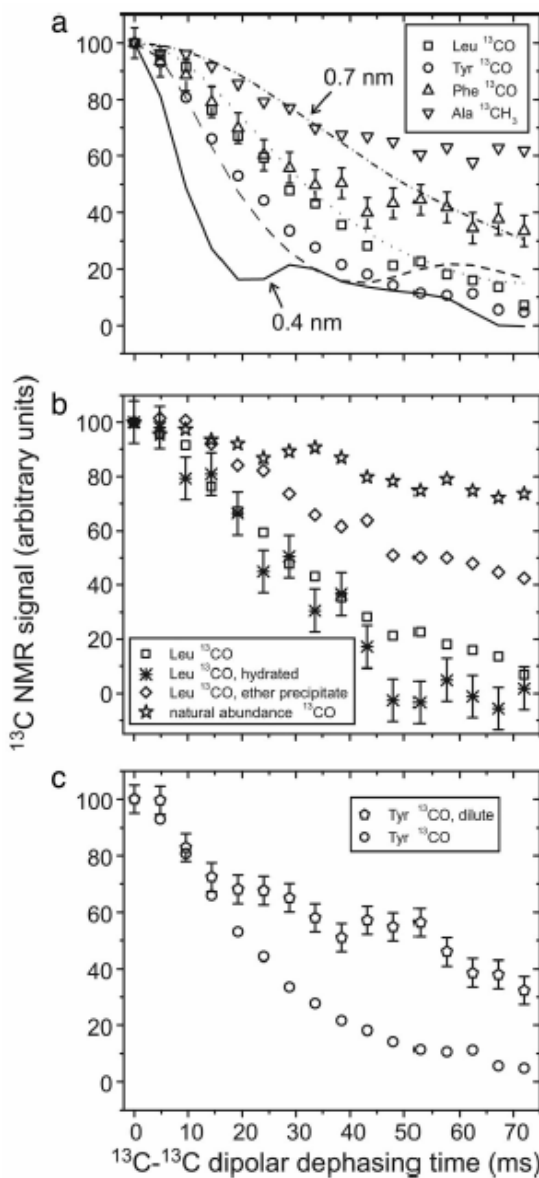 a
100
80
60
40
20
0
0.7 nm
0.4 nm
Leu ¹³CO
Tyr ¹³CO
Phe ¹³CO
Ala ¹³CH₃
¹³C NMR signal (arbitrary units)
b
100
80
60
40
20
0
Leu ¹³CO
Leu ¹³CO, hydrated
Leu ¹³CO, ether precipitate
natural abundance ¹³CO
c
100
80
60
40
20
0
Tyr ¹³CO, dilute
Tyr ¹³CO
0 10 20 30 40 50 60 70
¹³C-¹³C dipolar dephasing time (ms)